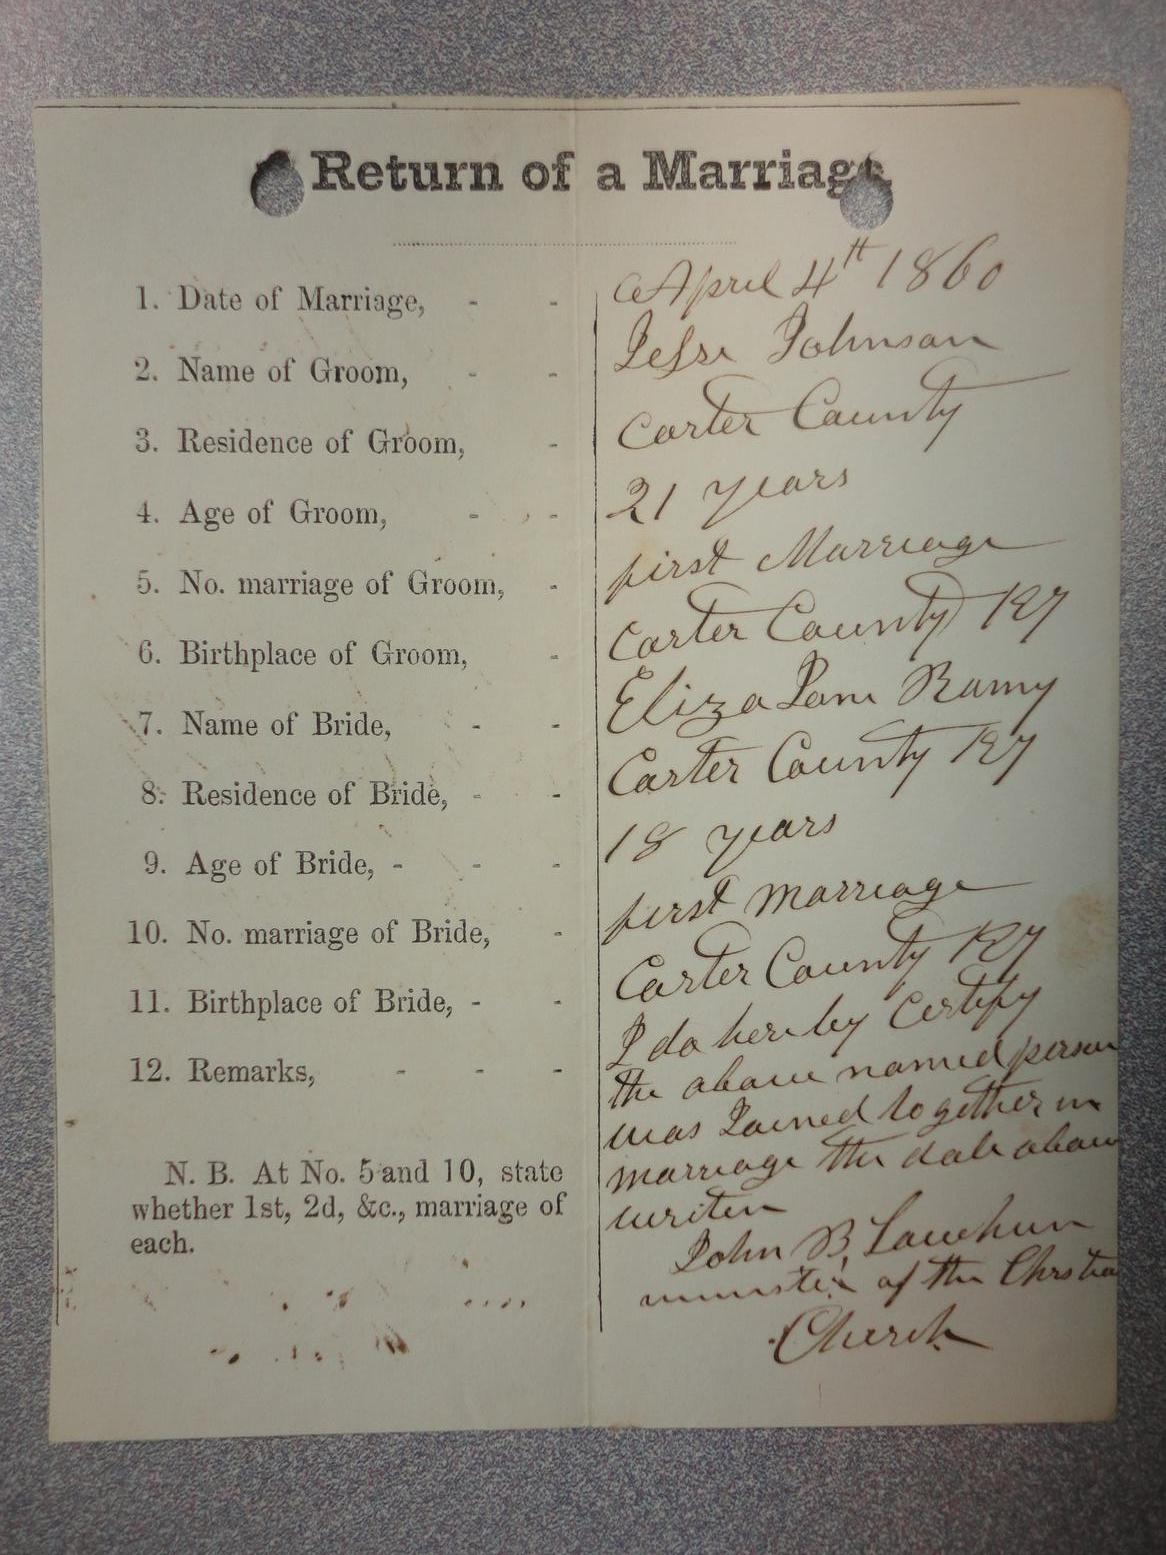 Return of a Marriage
1. Date of Marriage, - - April 4th 1860
2. Name of Groom, - - Jesse Johnson
3. Residence of Groom, - Carter County
4. Age of Groom, - - 21 years
5. No. marriage of Groom, - first Marriage
6. Birthplace of Groom, - Carter County Ky
7. Name of Bride, - - Eliza Jane Ramy
8. Residence of Bride, - - Carter County Ky
9. Age of Bride, - - - 18 years
10. No. marriage of Bride, - first marriage
11. Birthplace of Bride, - - Carter County Ky
12. Remarks, - - - I do hereby Certify
the above named person
was Joined together in
marriage the date above
writen
N. B. At No. 5 and 10, state
whether 1st, 2d, &c., marriage of
each.
John B
minister of the
Church